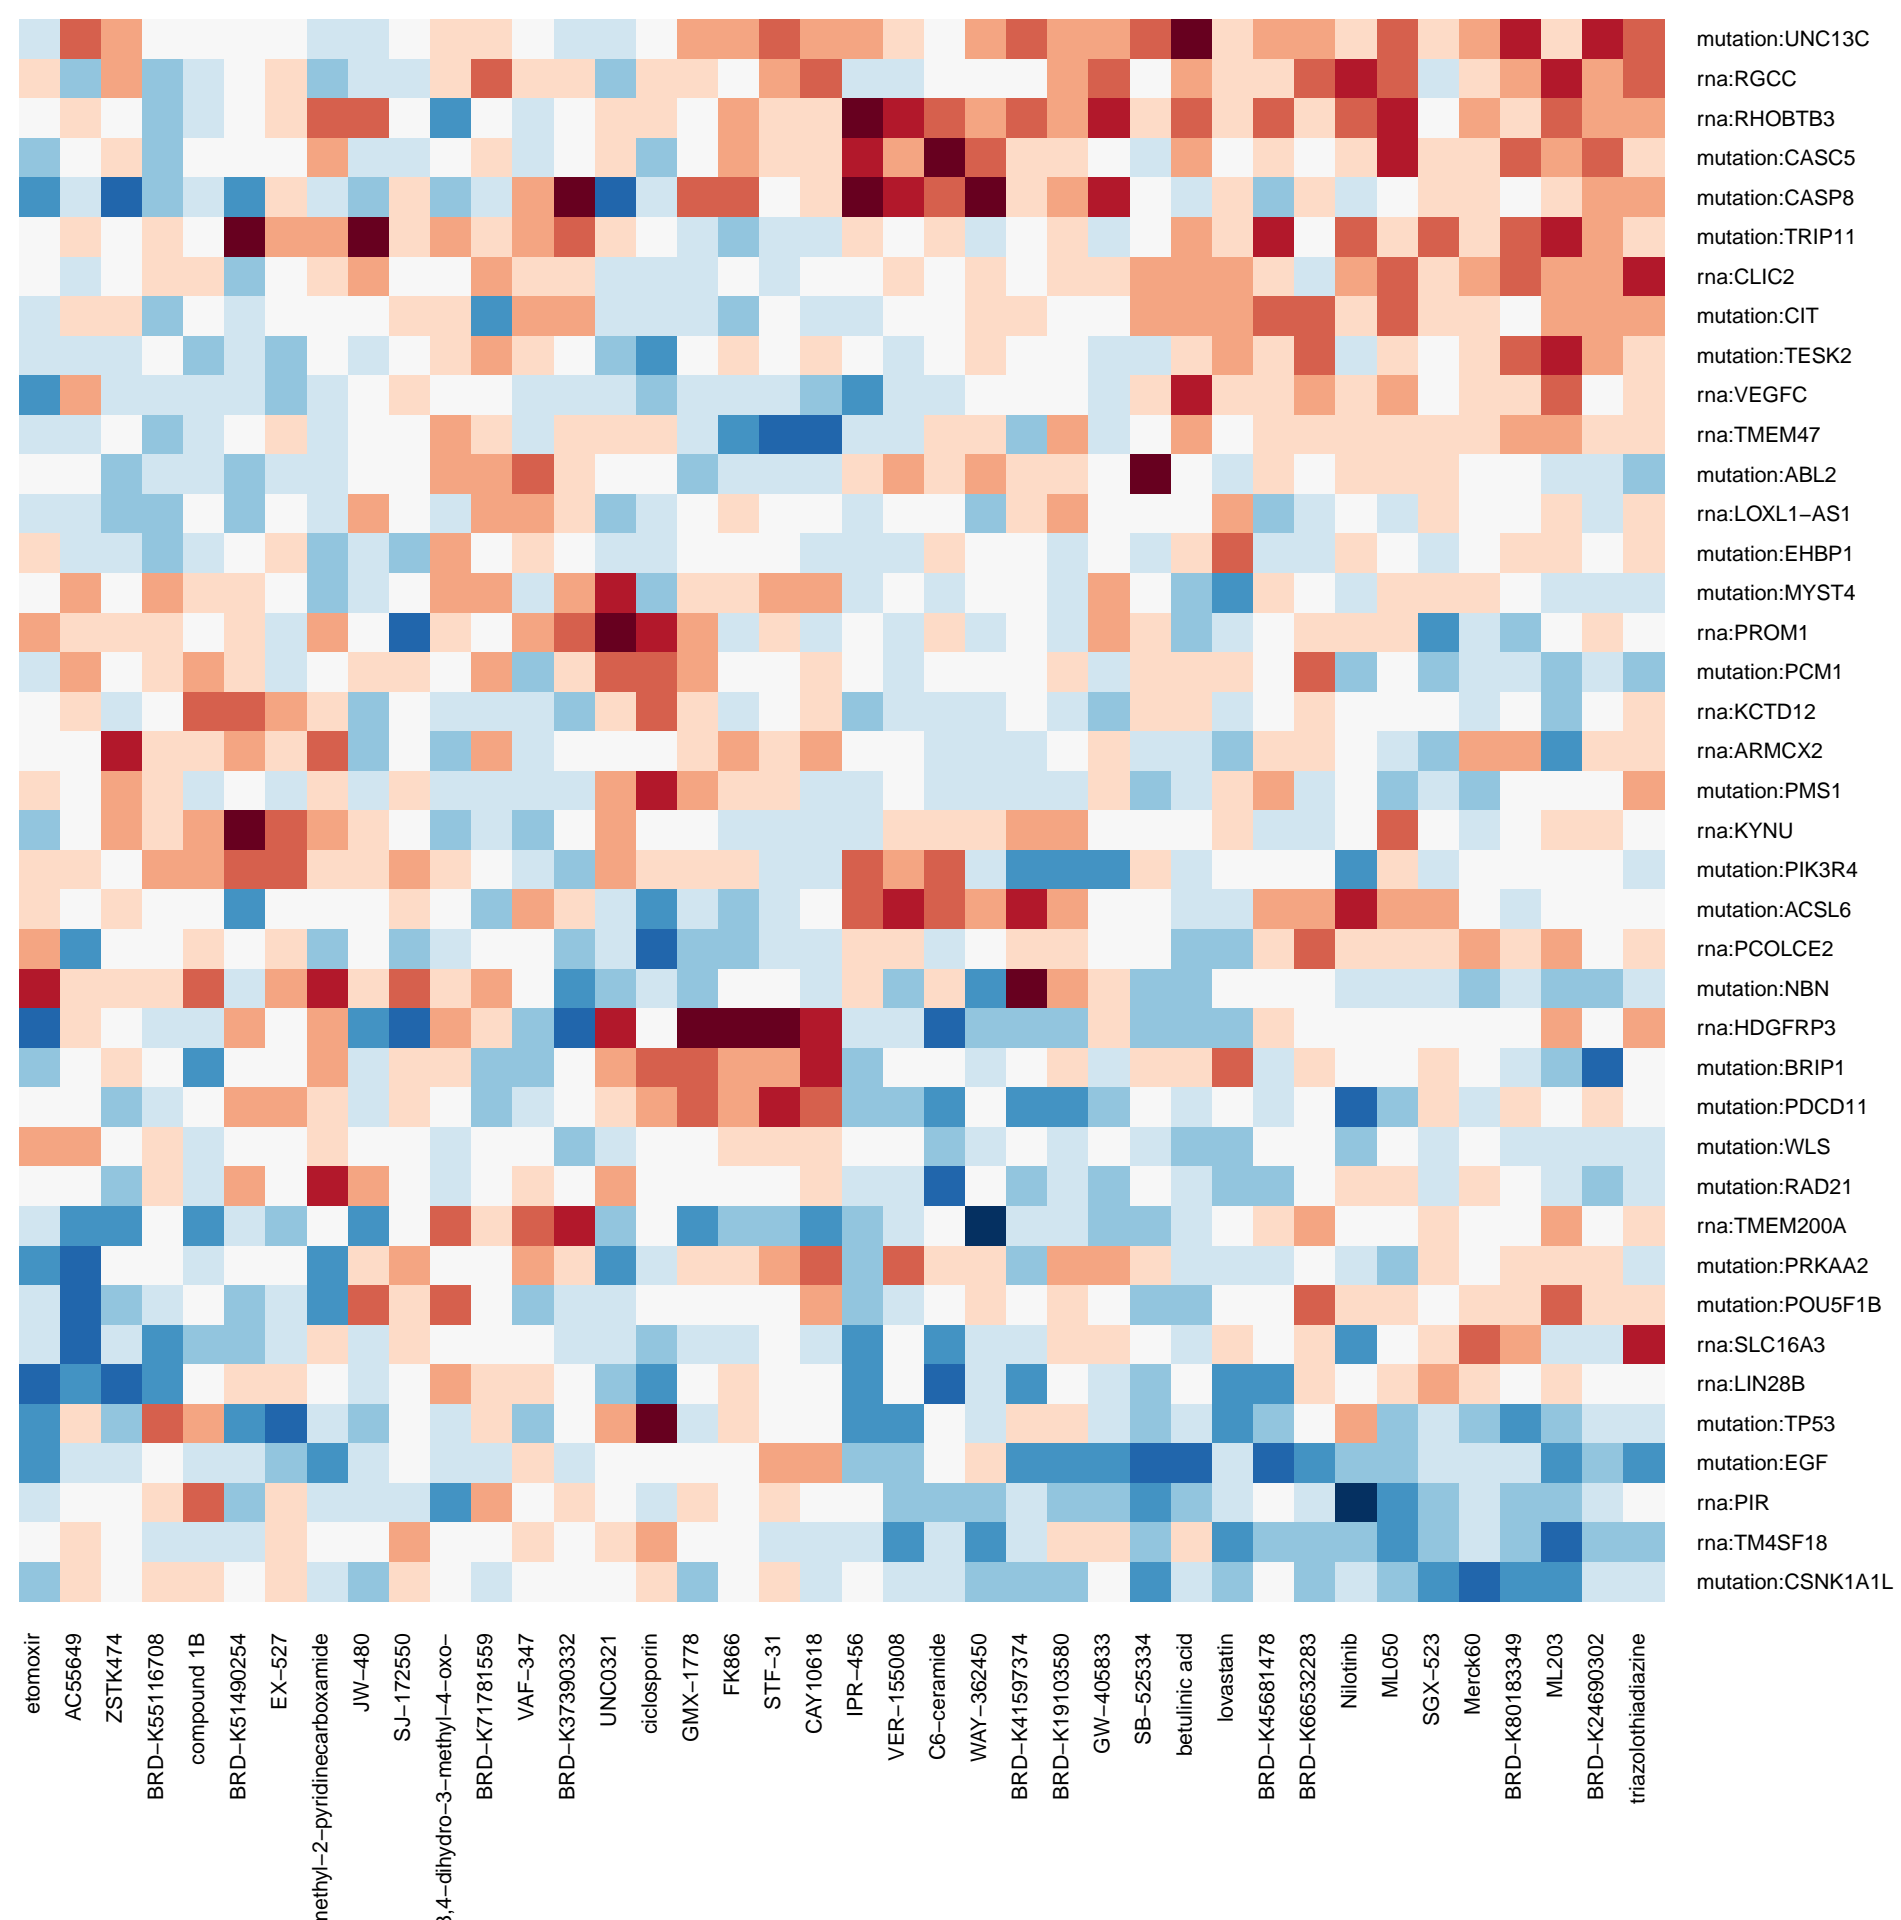 mutation:UNC13C
rna:RGCC
rna:RHOBTB3
mutation:CASC5
mutation:CASP8
mutation:TRIP11
rna:CLIC2
mutation:CIT
mutation:TESK2
rna:VEGFC
rna:TMEM47
mutation:ABL2
rna:LOXL1−AS1
mutation:EHBP1
mutation:MYST4
rna:PROM1
mutation:PCM1
rna:KCTD12
rna:ARMCX2
mutation:PMS1
rna:KYNU
mutation:PIK3R4
mutation:ACSL6
rna:PCOLCE2
mutation:NBN
rna:HDGFRP3
mutation:BRIP1
mutation:PDCD11
mutation:WLS
mutation:RAD21
rna:TMEM200A
mutation:PRKAA2
mutation:POU5F1B
rna:SLC16A3
rna:LIN28B
mutation:TP53
mutation:EGF
rna:PIR
rna:TM4SF18
mutation:CSNK1A1L
etomoxir
AC55649
ZSTK474
BRD−K55116708
compound 1B
BRD−K51490254
EX−527
methyl−2−pyridinecarboxamide
JW−480
SJ−172550
3,4−dihydro−3−methyl−4−oxo−
BRD−K71781559
VAF−347
BRD−K37390332
UNC0321
ciclosporin
GMX−1778
FK866
STF−31
CAY10618
IPR−456
VER−155008
C6−ceramide
WAY−362450
BRD−K41597374
BRD−K19103580
GW−405833
SB−525334
betulinic acid
lovastatin
BRD−K45681478
BRD−K66532283
Nilotinib
ML050
SGX−523
Merck60
BRD−K80183349
ML203
BRD−K24690302
triazolothiadiazine